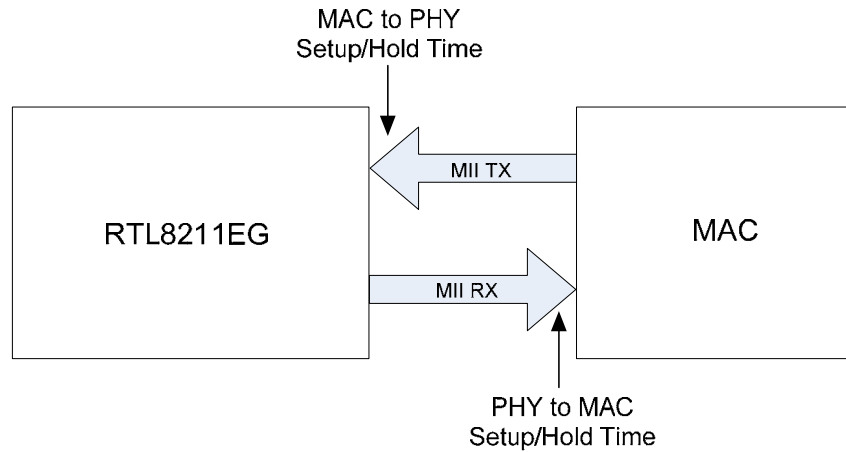 MAC to PHY
Setup/Hold Time
MII TX
RTL8211EG
MAC
MII RX
PHY to MAC
Setup/Hold Time